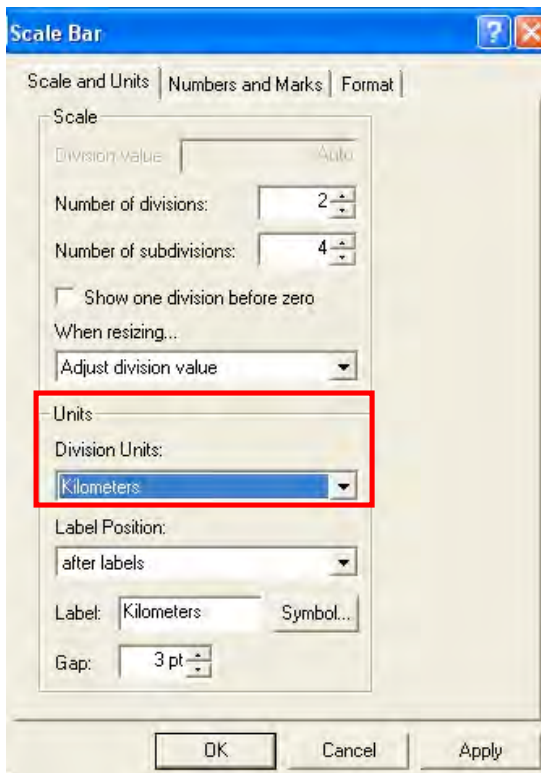 Scale Bar
Scale and Units Numbers and Marks Format
Scale
Division value Auto
Number of divisions: 2
Number of subdivisions: 4
Show one division before zero
When resizing...
Adjust division value
Units
Division Units:
Kilometers
Label Position:
after labels
Label: Kilometers Symbol...
Gap: 3 pt
OK Cancel Apply